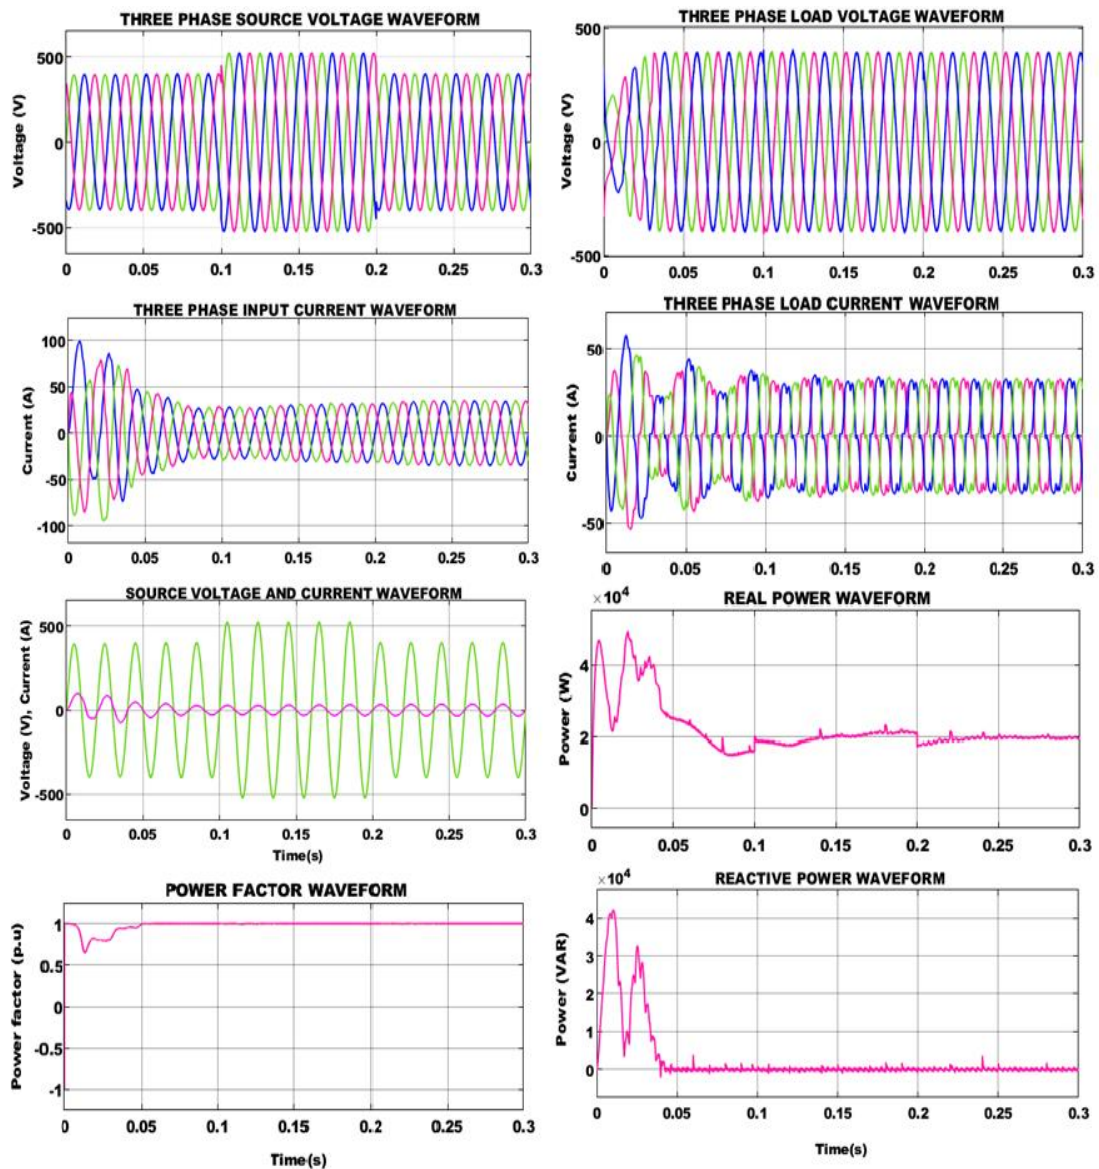 THREE PHASE SOURCE VOLTAGE WAVEFORM
Voltage (V)
500
0
-500
0 0.05 0.1 0.15 0.2 0.25 0.3
THREE PHASE LOAD VOLTAGE WAVEFORM
Voltage (V)
500
0
-500
0 0.05 0.1 0.15 0.2 0.25 0.3
THREE PHASE INPUT CURRENT WAVEFORM
Current (A)
100
50
0
-50
-100
0 0.05 0.1 0.15 0.2 0.25 0.3
THREE PHASE LOAD CURRENT WAVEFORM
Current (A)
50
0
-50
0 0.05 0.1 0.15 0.2 0.25 0.3
SOURCE VOLTAGE AND CURRENT WAVEFORM
Voltage (V), Current (A)
500
0
-500
0 0.05 0.1 0.15 0.2 0.25 0.3
Time(s)
REAL POWER WAVEFORM
×10^4
Power (W)
4
2
0
0 0.05 0.1 0.15 0.2 0.25 0.3
POWER FACTOR WAVEFORM
Power factor (p.u)
1
0.5
0
-0.5
-1
0 0.05 0.1 0.15 0.2 0.25 0.3
Time(s)
REACTIVE POWER WAVEFORM
×10^4
Power (VAR)
4
3
2
1
0
0 0.05 0.1 0.15 0.2 0.25 0.3
Time(s)